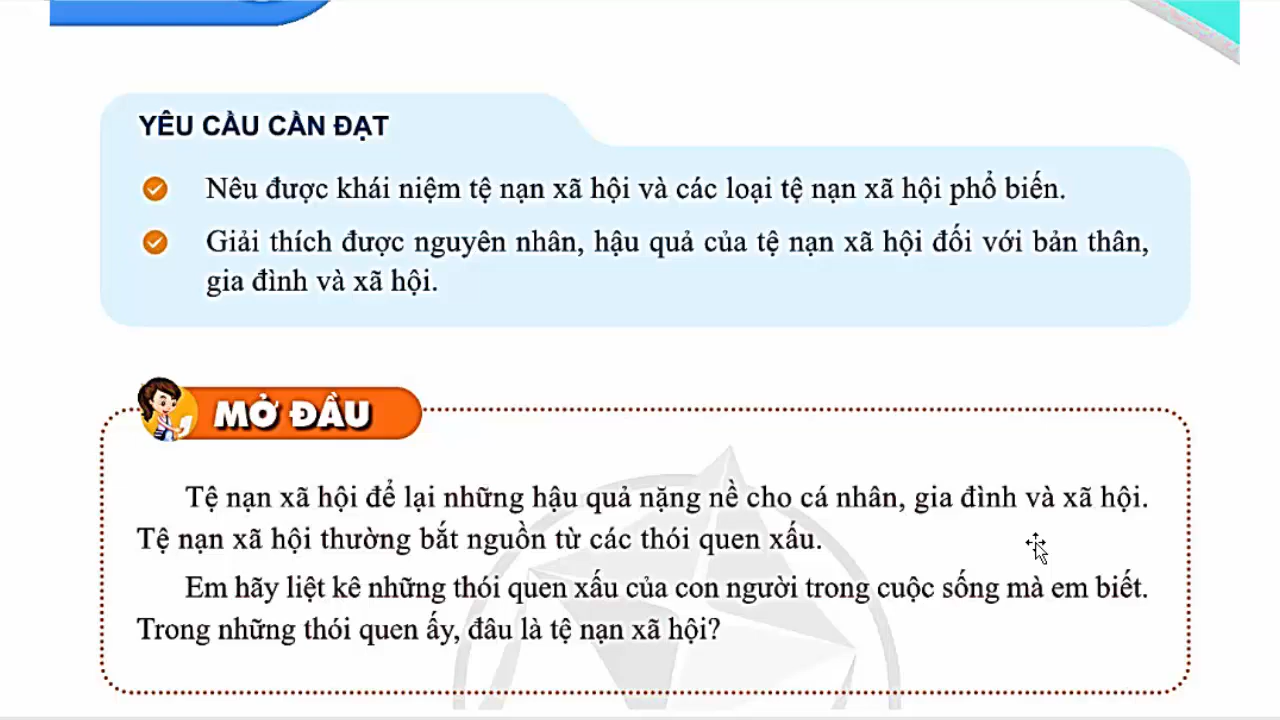 YÊU CẦU CẦN ĐẠT
Nêu được khái niệm tệ nạn xã hội và các loại tệ nạn xã hội phổ biến.
Giải thích được nguyên nhân, hậu quả của tệ nạn xã hội đối với bản thân,
gia đình và xã hội.
MỞ ĐẦU
Tệ nạn xã hội để lại những hậu quả nặng nề cho cá nhân, gia đình và xã hội.
Tệ nạn xã hội thường bắt nguồn từ các thói quen xấu.
Em hãy liệt kê những thói quen xấu của con người trong cuộc sống mà em biết.
Trong những thói quen ấy, đâu là tệ nạn xã hội?